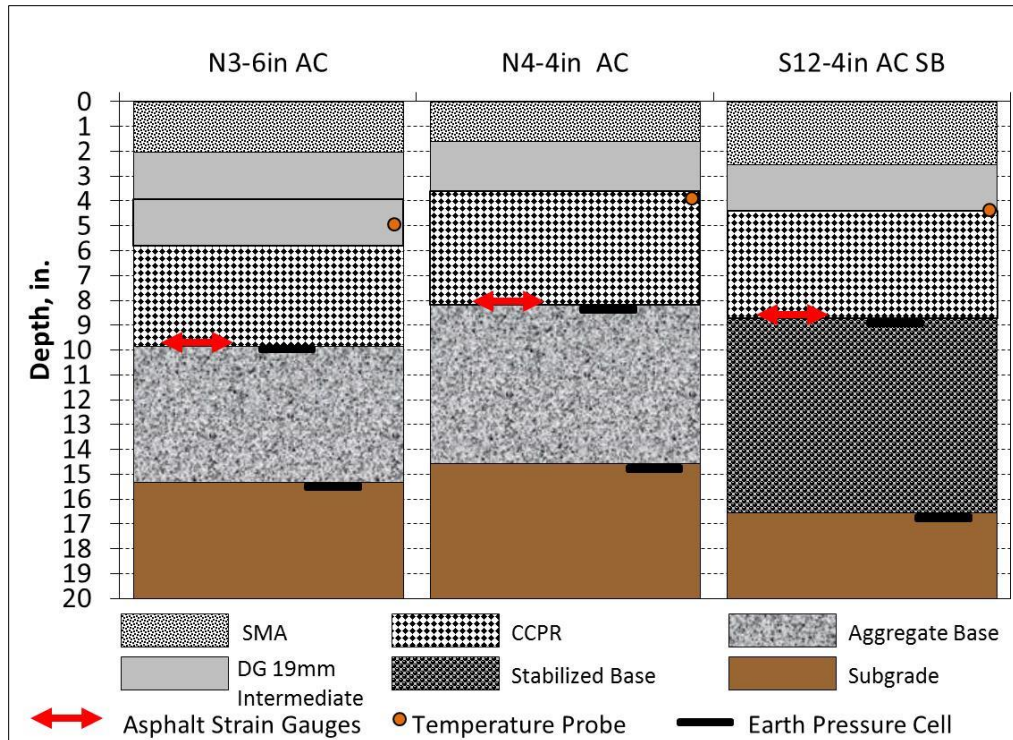 N3-6in AC
N4-4in AC
S12-4in AC SB
Depth, in.
0
1
2
3
4
5
6
7
8
9
10
11
12
13
14
15
16
17
18
19
20
SMA
CCPR
Aggregate Base
DG 19mm
Intermediate
Stabilized Base
Subgrade
Asphalt Strain Gauges
Temperature Probe
Earth Pressure Cell